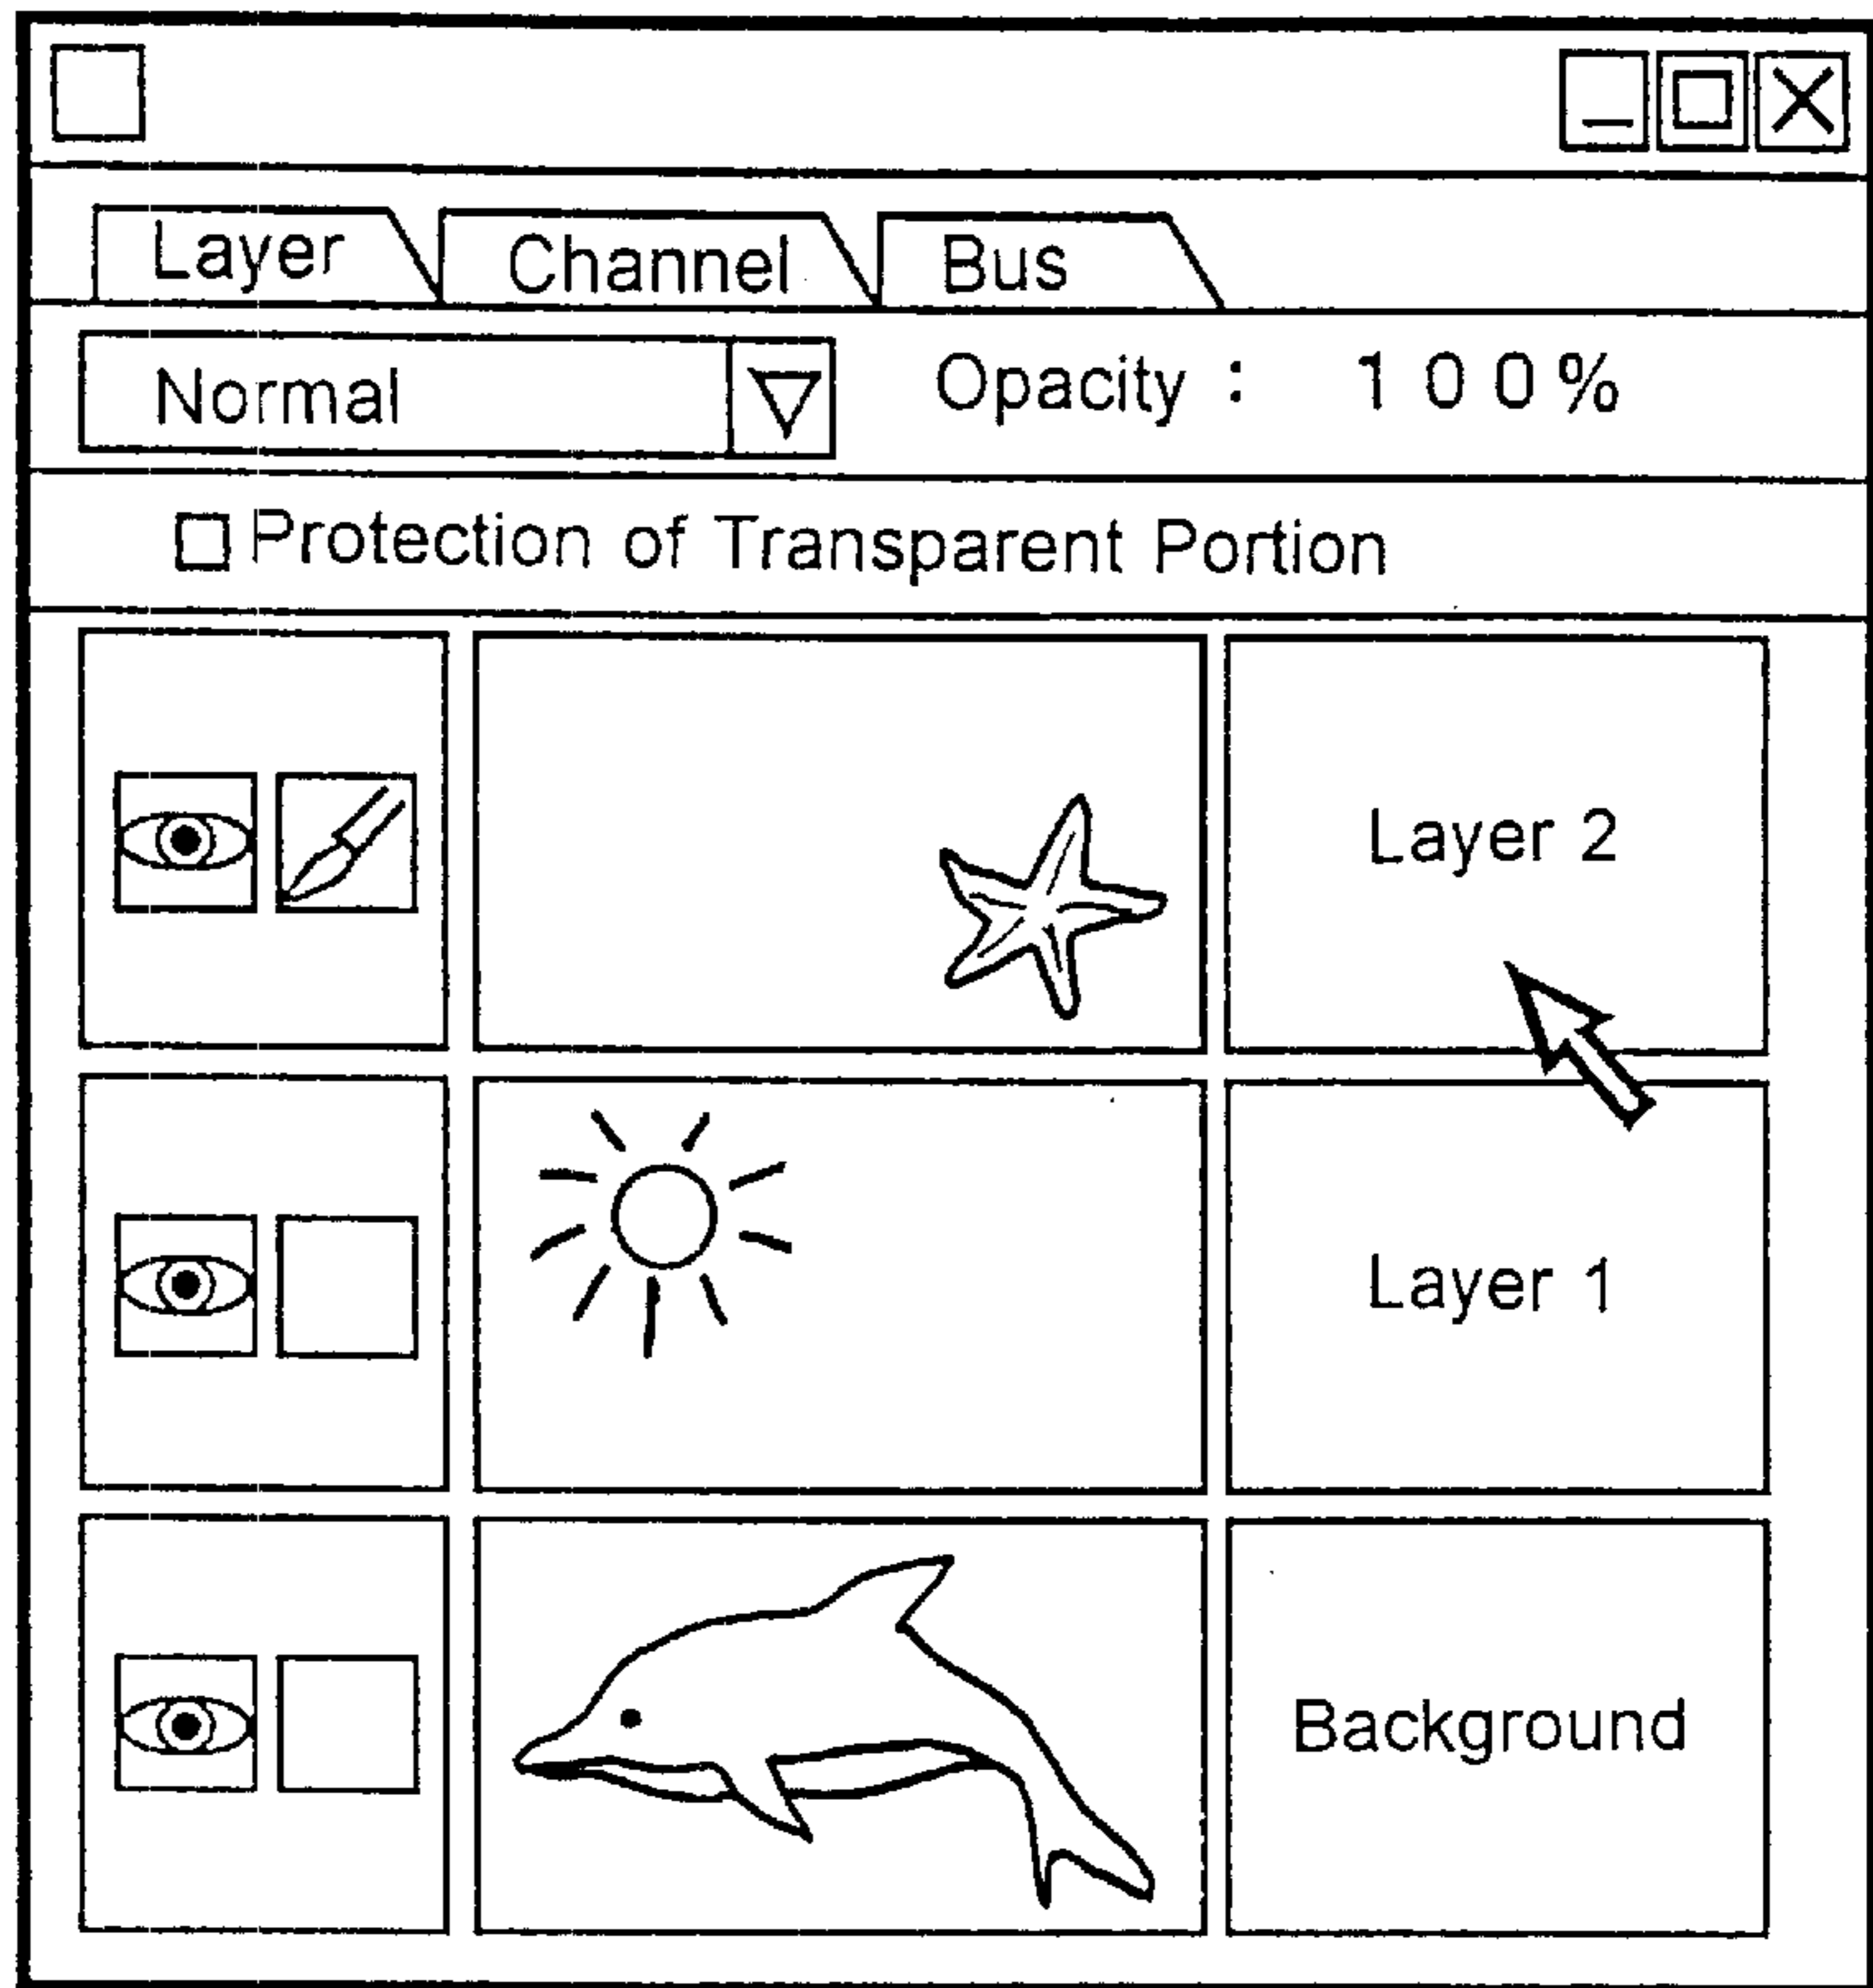 Layer Channel Bus
Normal Opacity : 100%
Protection of Transparent Portion
Layer 2
Layer 1
Background